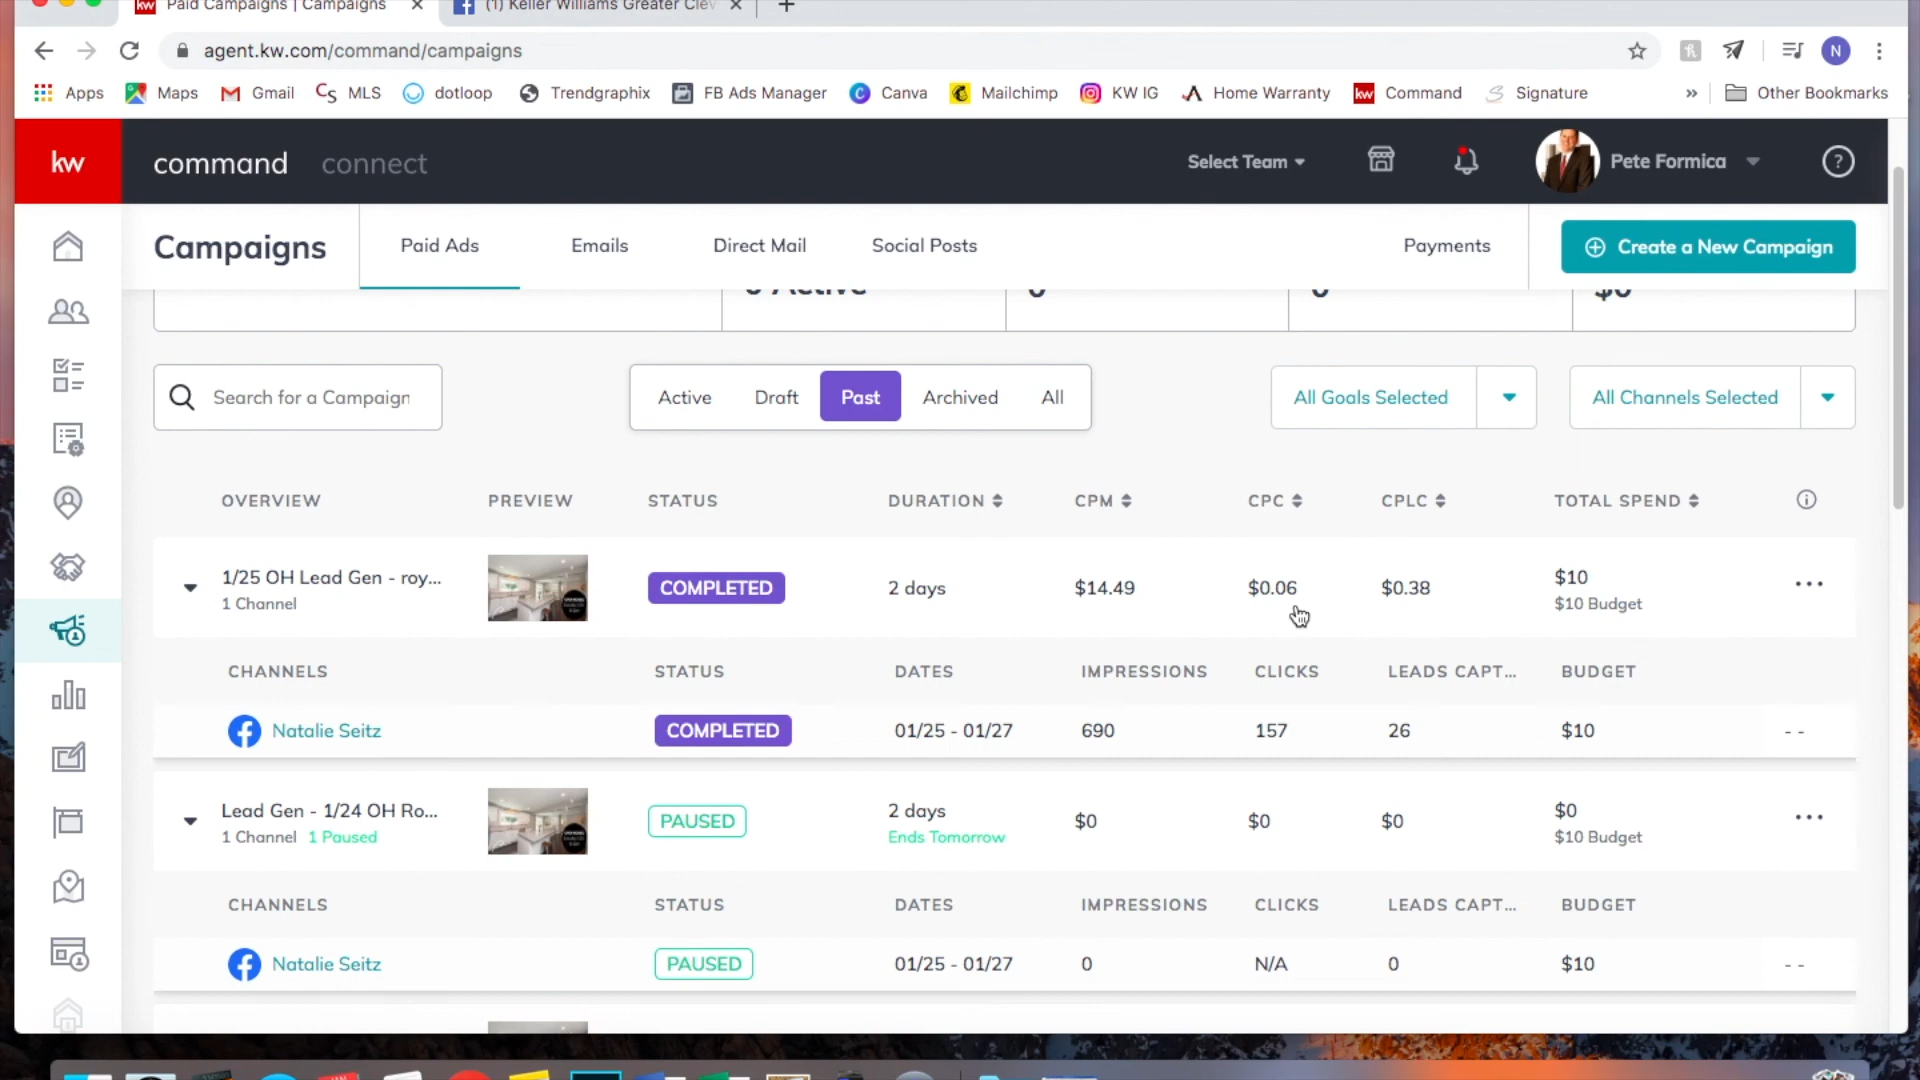 Paid Campaigns | Campaigns
(1) Keller Williams Greater Clev
agent.kw.com/command/campaigns
N
Apps
Maps
Gmail
CS MLS
dotloop
Trendgraphix
FB Ads Manager
Canva
Mailchimp
KW IG
Home Warranty
kw Command
Signature
»
Other Bookmarks
kw
command
connect
Select Team
Pete Formica
?
Campaigns
Paid Ads
Emails
Direct Mail
Social Posts
Payments
Create a New Campaign
0 Active
0
0
$0
Search for a Campaign
Active
Draft
Past
Archived
All
All Goals Selected
All Channels Selected
OVERVIEW
PREVIEW
STATUS
DURATION
CPM
CPC
CPLC
TOTAL SPEND
1/25 OH Lead Gen - roy...
1 Channel
COMPLETED
2 days
$14.49
$0.06
$0.38
$10
$10 Budget
CHANNELS
STATUS
DATES
IMPRESSIONS
CLICKS
LEADS CAPT...
BUDGET
Natalie Seitz
COMPLETED
01/25 - 01/27
690
157
26
$10
- -
Lead Gen - 1/24 OH Ro...
1 Channel 1 Paused
PAUSED
2 days
Ends Tomorrow
$0
$0
$0
$0
$10 Budget
CHANNELS
STATUS
DATES
IMPRESSIONS
CLICKS
LEADS CAPT...
BUDGET
Natalie Seitz
PAUSED
01/25 - 01/27
0
N/A
0
$10
- -